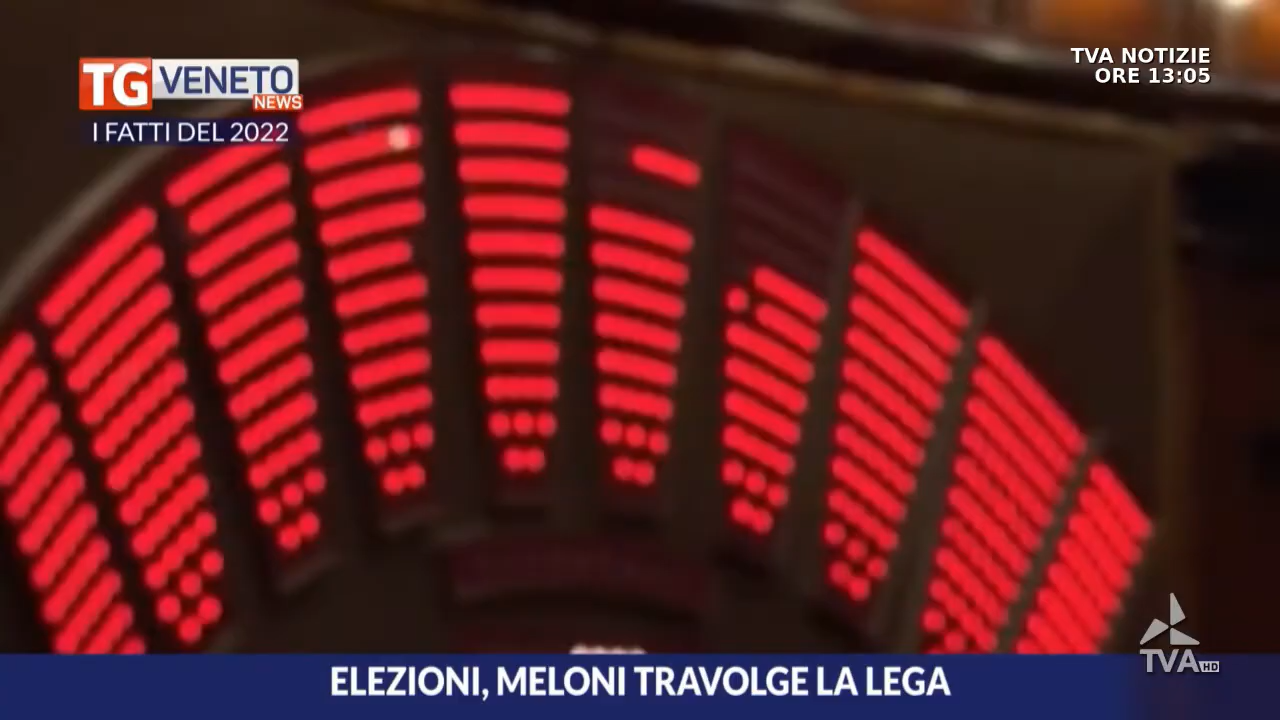 TG VENETO
NEWS
I FATTI DEL 2022
TVA NOTIZIE
ORE 13:05
TVA HD
ELEZIONI, MELONI TRAVOLGE LA LEGA